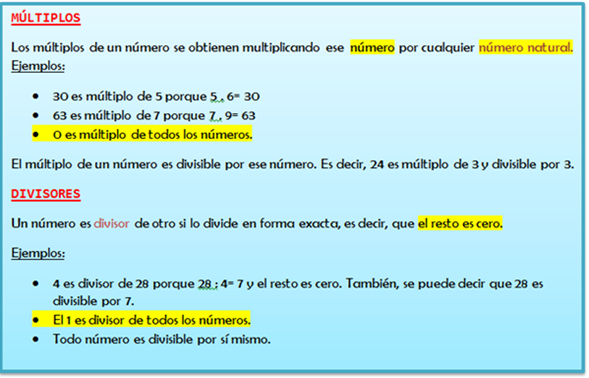 MÚLTIPLOS
Los múltiplos de un número se obtienen multiplicando ese número por cualquier número natural.
Ejemplos:
• 30 es múltiplo de 5 porque 5 . 6= 30
• 63 es múltiplo de 7 porque 7 . 9= 63
• 0 es múltiplo de todos los números.
El múltiplo de un número es divisible por ese número. Es decir, 24 es múltiplo de 3 y divisible por 3.
DIVISORES
Un número es divisor de otro si lo divide en forma exacta, es decir, que el resto es cero.
Ejemplos:
• 4 es divisor de 28 porque 28 : 4= 7 y el resto es cero. También, se puede decir que 28 es
divisible por 7.
• El 1 es divisor de todos los números.
• Todo número es divisible por sí mismo.